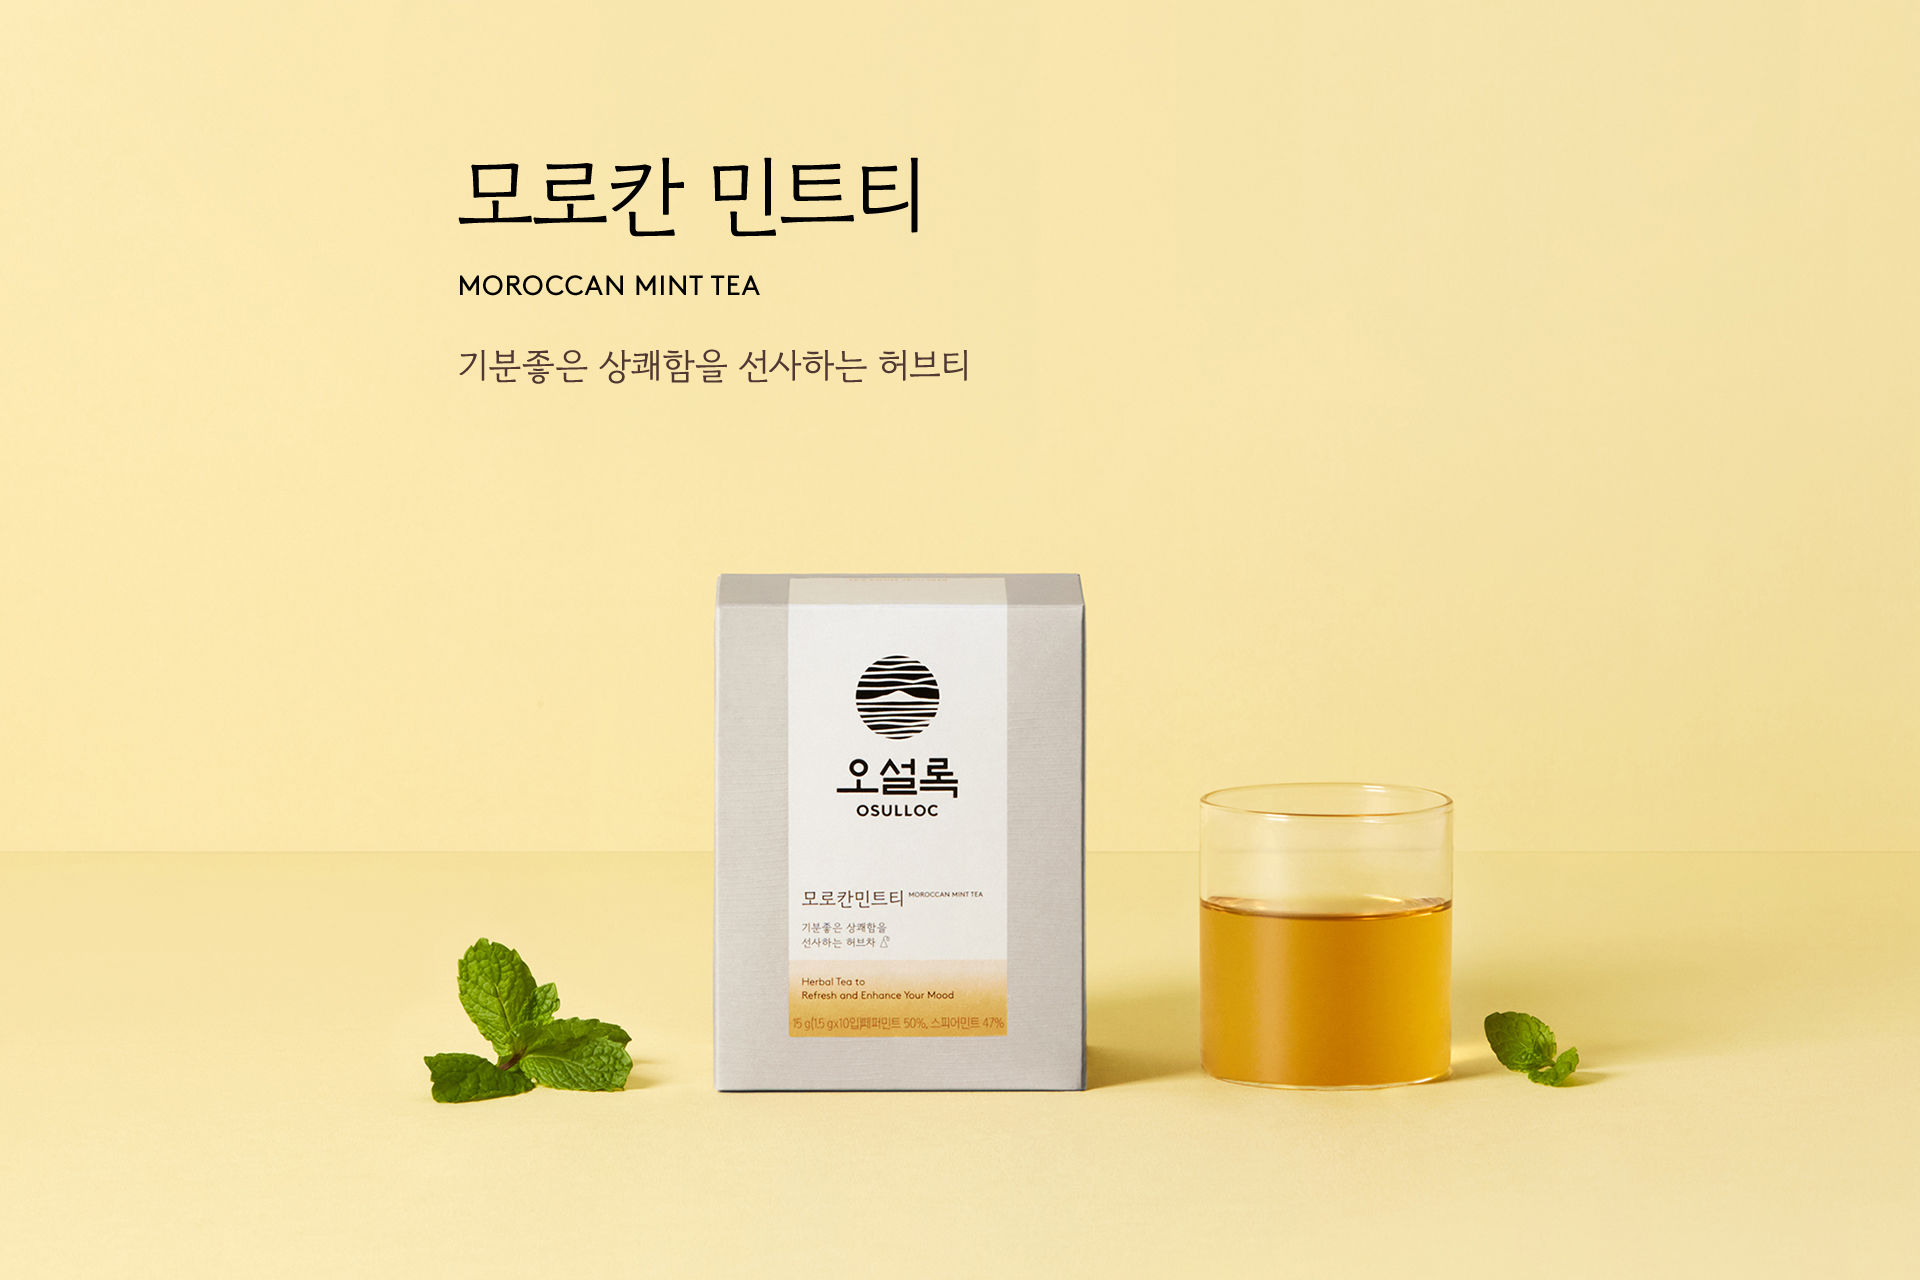 모로칸 민트티
MOROCCAN MINT TEA
기분좋은 상쾌함을 선사하는 허브티
오설록
OSULLOC
모로칸민트티 MOROCCAN MINT TEA
기분좋은 상쾌함을
선사하는 허브차
Herbal Tea to
Refresh and Enhance Your Mood
15 g(1.5 gx10입)페퍼민트 50%, 스피어민트 47%